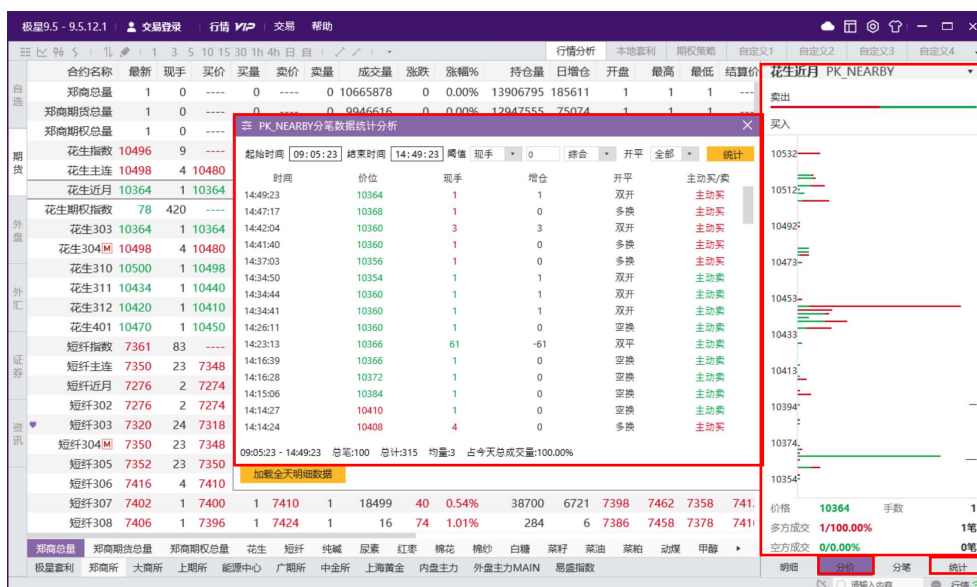 极星9.5 - 9.5.12.1 交易登录 行情 VIP 交易 帮助
1 3 5 10 15 30 1h 4h 日 自 行情分析 本地套利 期权策略 自定义1 自定义2 自定义3 自定义4
合约名称 最新 现手 买价 买量 卖价 卖量 成交量 涨跌 涨幅% 持仓量 日增仓 开盘 最高 最低 结算价
郑商总量 1 0 ---- 0 ---- 0 10665878 0 0.00% 13906795 185611 1 1 1
郑商期货总量 1 0 ---- 0 ---- 0 9946616 0 0.00% 12947555 75074 1 1 1
郑商期权总量 1 0 ----
花生指数 10496 9 ----
花生主连 10498 4 10480
花生近月 10364 1 10364
花生期权指数 78 420 ----
花生303 10364 1 10364
花生304M 10498 4 10480
花生310 10500 1 10498
花生311 10434 1 10440
花生312 10420 1 10410
花生401 10470 1 10450
短纤指数 7361 83 ----
短纤主连 7350 23 7348
短纤近月 7276 2 7274
短纤302 7276 2 7274
短纤303 7320 24 7318
短纤304M 7350 23 7348
短纤305 7352 23 7350
短纤306 7416 4 7410
短纤307 7402 1 7400 1 7410 1 18499 40 0.54% 38700 6721 7398 7462 7358 741
短纤308 7406 1 7396 1 7424 1 16 74 1.01% 284 6 7386 7458 7378 741
自选
期货
外盘
外汇
证券
资讯
PK_NEARBY分笔数据统计分析
起始时间 09:05:23 结束时间 14:49:23 阈值 现手 0 综合 开平 全部 统计
时间 价位 现手 增仓 开平 主动买/卖
14:49:23 10364 1 1 双开 主动买
14:47:17 10368 1 0 多换 主动买
14:42:04 10360 3 3 双开 主动买
14:41:40 10360 1 0 多换 主动买
14:37:03 10356 1 0 多换 主动买
14:34:50 10354 1 1 双开 主动卖
14:34:44 10360 1 1 双开 主动卖
14:34:41 10360 1 1 双开 主动卖
14:26:11 10360 1 0 空换 主动卖
14:23:13 10366 61 -61 双平 主动卖
14:16:39 10366 1 0 空换 主动卖
14:16:28 10372 1 0 空换 主动卖
14:15:06 10384 1 0 空换 主动卖
14:14:27 10410 1 0 空换 主动卖
14:14:24 10408 4 0 多换 主动买
09:05:23 - 14:49:23 总笔:100 总计:315 均量:3 占今天总成交量:100.00%
加载全天明细数据
花生近月 PK_NEARBY
卖出
买入
10532
10512
10492
10473
10453
10433
10413
10394
10374
10354
价格 10364 手数 1
多方成交 1/100.00% 1笔
空方成交 0/0.00% 0笔
明细 分价 分笔 统计
郑商总量 郑商期货总量 郑商期权总量 花生 短纤 纯碱 尿素 红枣 棉花 棉纱 白糖 菜籽 菜油 菜粕 动煤 甲醇
极星套利 郑商所 大商所 上期所 能源中心 广期所 中金所 上海黄金 内盘主力 外盘主力MAIN 易盛指数
请输入内容 行情